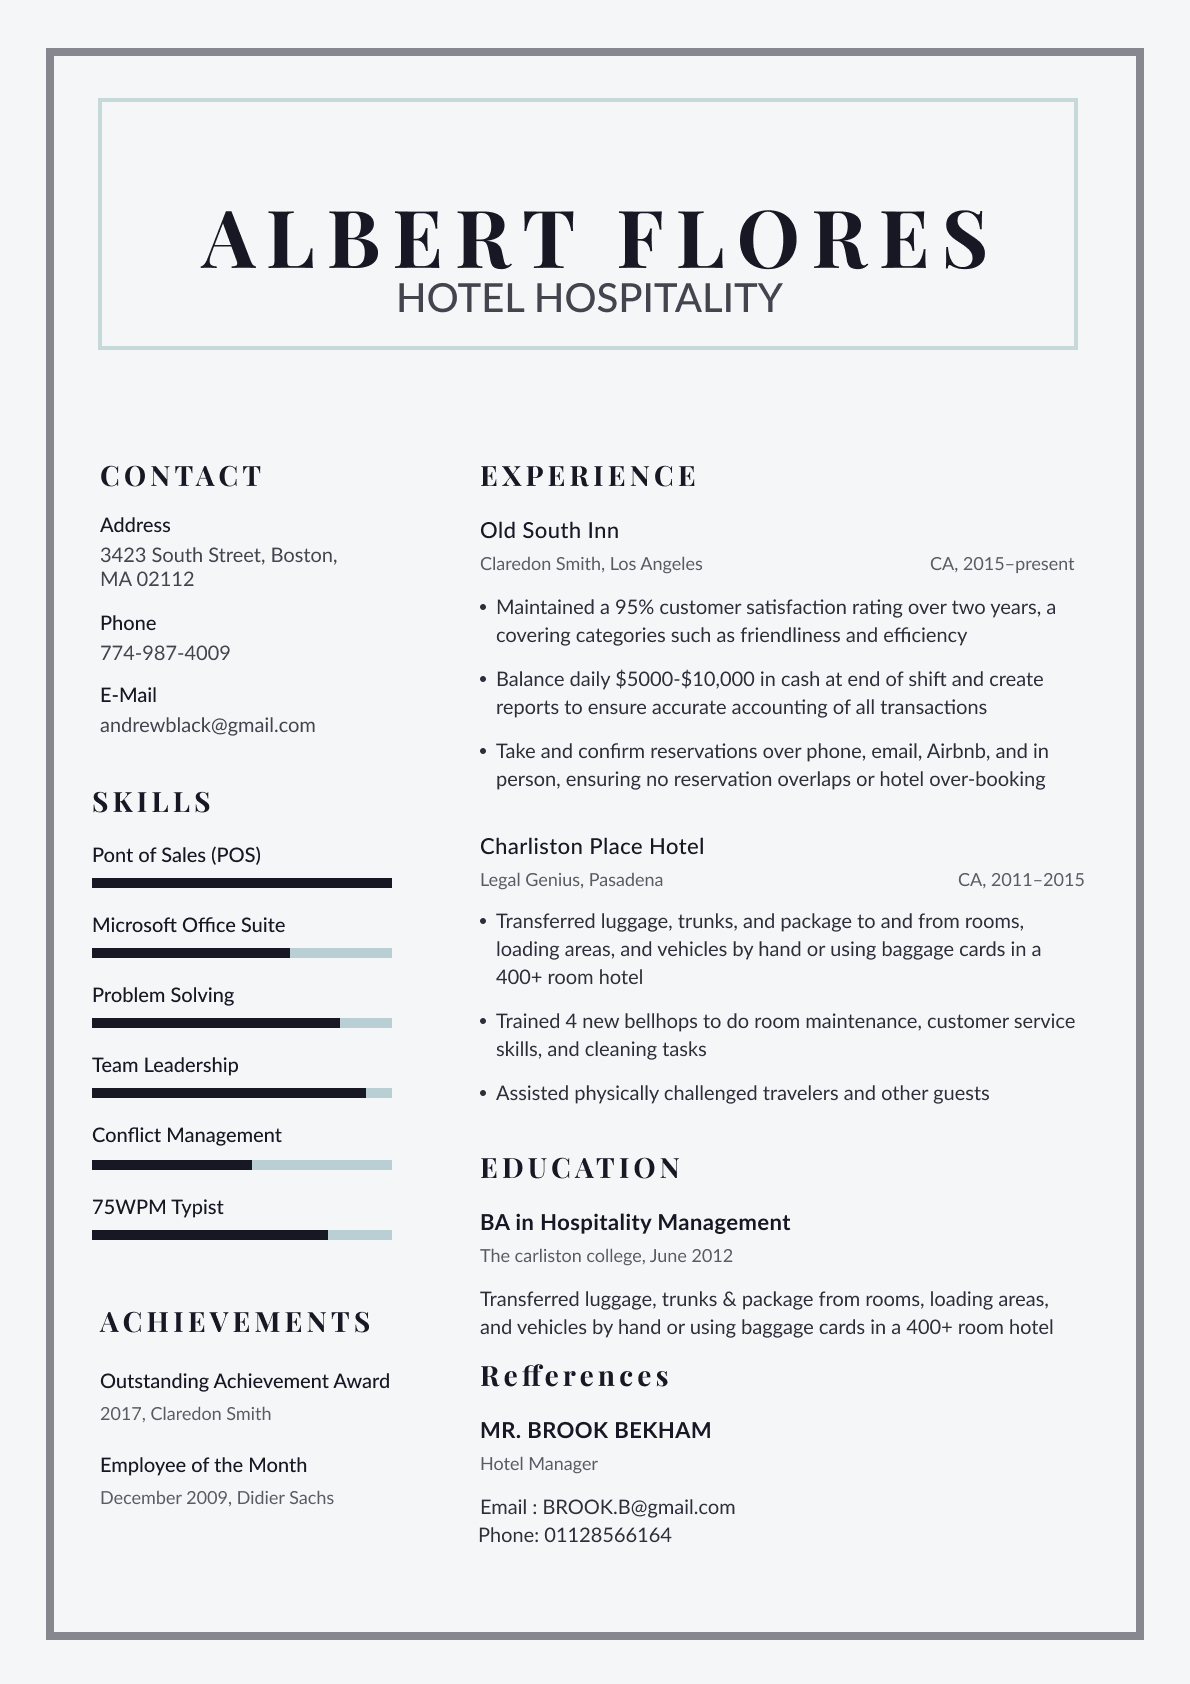 ALBERT FLORES
HOTEL HOSPITALITY
CONTACT
Address
3423 South Street, Boston,
MA 02112
Phone
774-987-4009
E-Mail
andrewblack@gmail.com
SKILLS
Pont of Sales (POS)
Microsoft Office Suite
Problem Solving
Team Leadership
Conflict Management
75WPM Typist
ACHIEVEMENTS
Outstanding Achievement Award
2017, Claredon Smith
Employee of the Month
December 2009, Didier Sachs
EXPERIENCE
Old South Inn
Claredon Smith, Los Angeles CA, 2015–present
• Maintained a 95% customer satisfaction rating over two years, a
covering categories such as friendliness and efficiency
• Balance daily $5000-$10,000 in cash at end of shift and create
reports to ensure accurate accounting of all transactions
• Take and confirm reservations over phone, email, Airbnb, and in
person, ensuring no reservation overlaps or hotel over-booking
Charliston Place Hotel
Legal Genius, Pasadena CA, 2011–2015
• Transferred luggage, trunks, and package to and from rooms,
loading areas, and vehicles by hand or using baggage cards in a
400+ room hotel
• Trained 4 new bellhops to do room maintenance, customer service
skills, and cleaning tasks
• Assisted physically challenged travelers and other guests
EDUCATION
BA in Hospitality Management
The carliston college, June 2012
Transferred luggage, trunks & package from rooms, loading areas,
and vehicles by hand or using baggage cards in a 400+ room hotel
Refferences
MR. BROOK BEKHAM
Hotel Manager
Email : BROOK.B@gmail.com
Phone: 01128566164